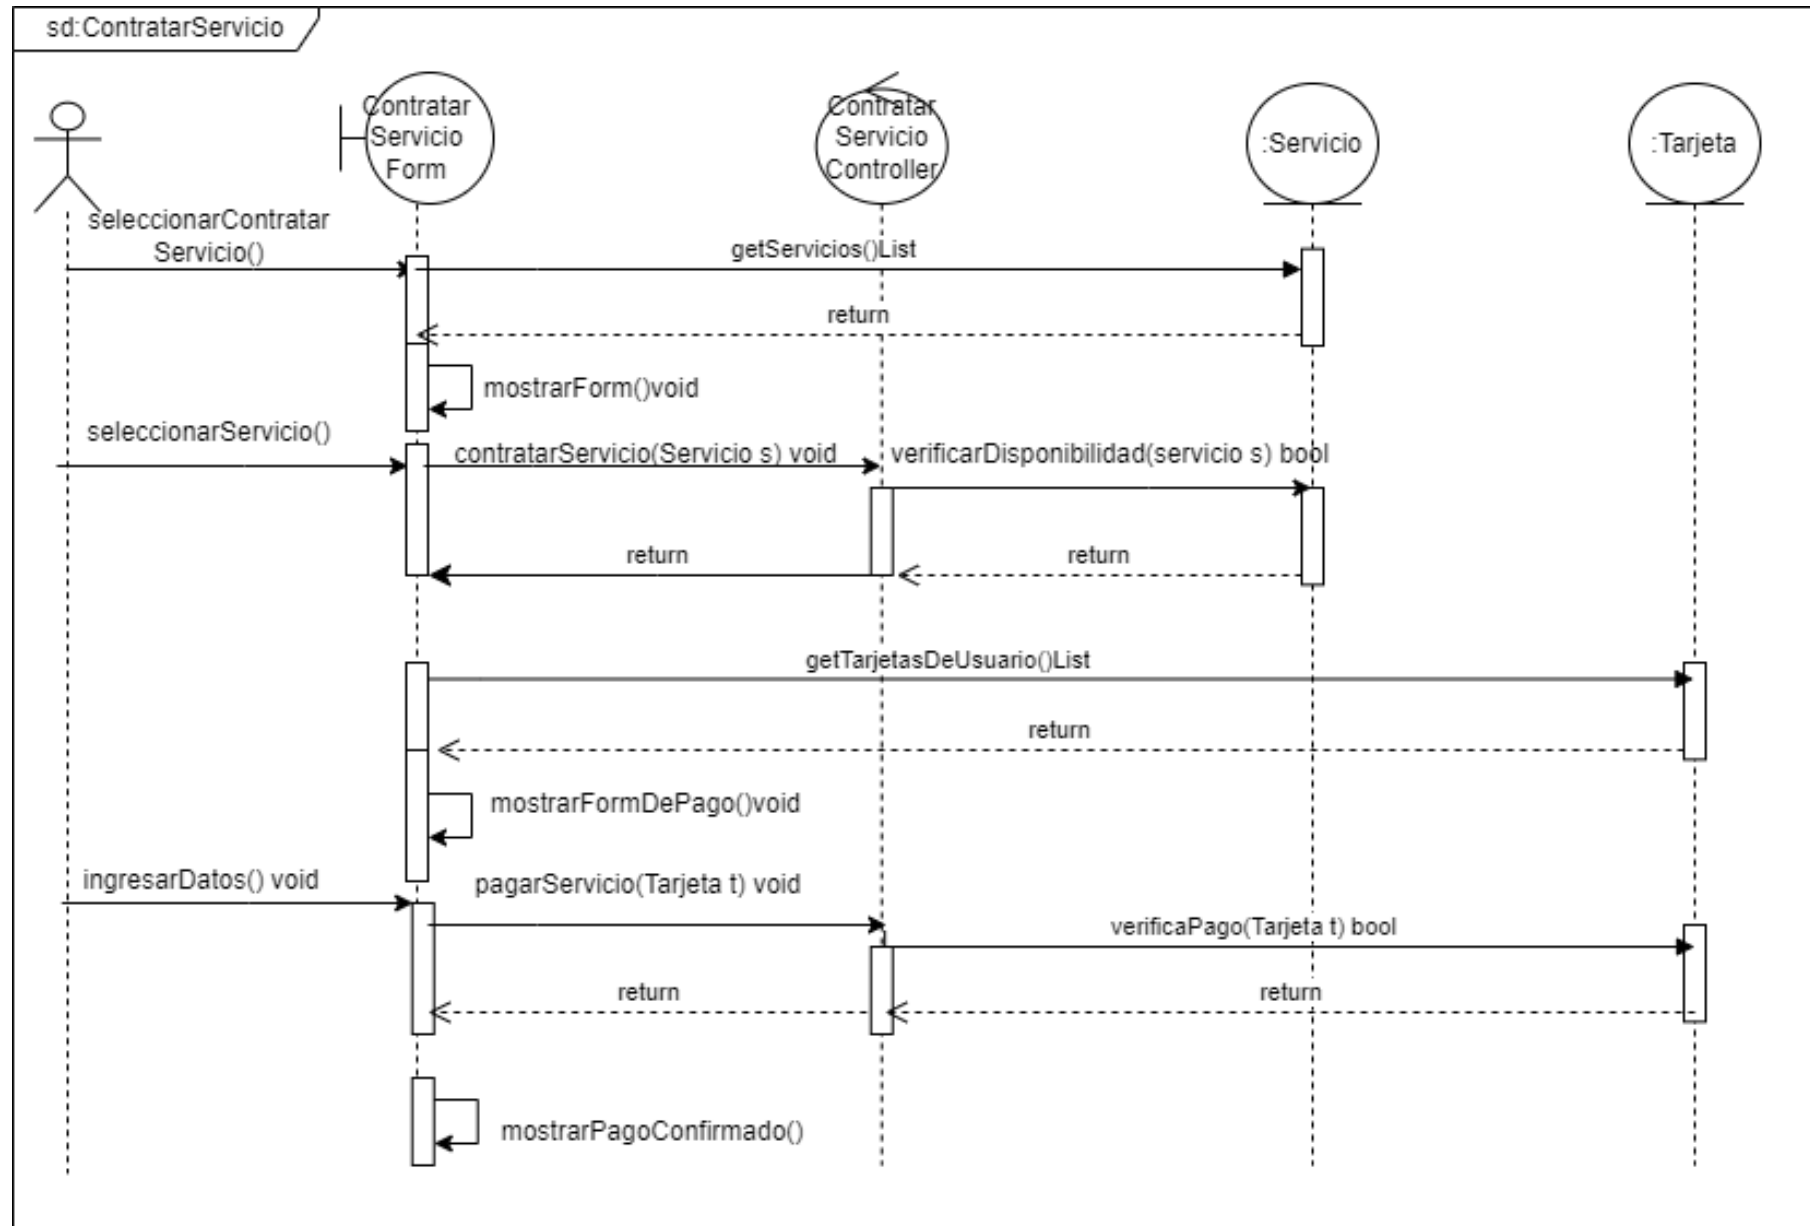 sd:ContratarServicio
Contratar
Servicio
Form
Contratar
Servicio
Controller
:Servicio
:Tarjeta
seleccionarContratar
Servicio()
getServicios()List
return
mostrarForm()void
seleccionarServicio()
contratarServicio(Servicio s) void
verificarDisponibilidad(servicio s) bool
return
return
getTarjetasDeUsuario()List
return
mostrarFormDePago()void
ingresarDatos() void
pagarServicio(Tarjeta t) void
verificaPago(Tarjeta t) bool
return
return
mostrarPagoConfirmado()